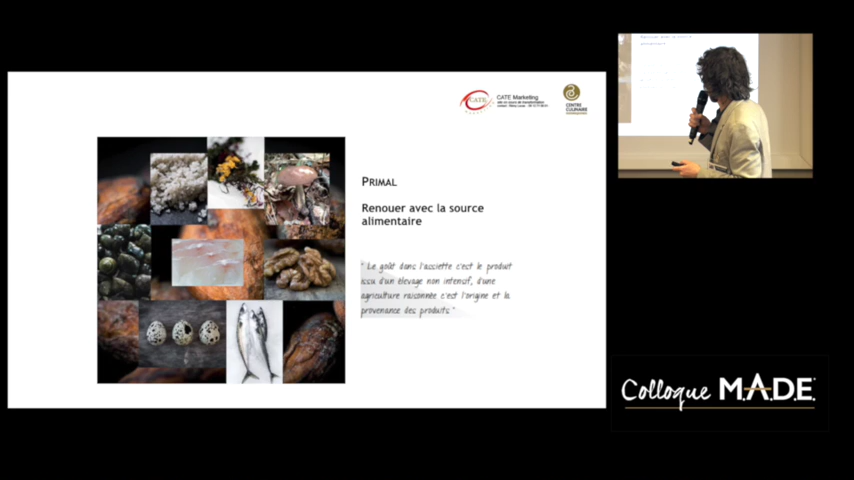 CATE
CATE Marketing
CENTRE
CULINAIRE
PRIMAL
Renouer avec la source
alimentaire
" Le goût dans l'assiette c'est le produit
issu d'un élevage non intensif, d'une
agriculture raisonnée c'est l'origine et la
provenance des produits "
Colloque M.A.D.E.